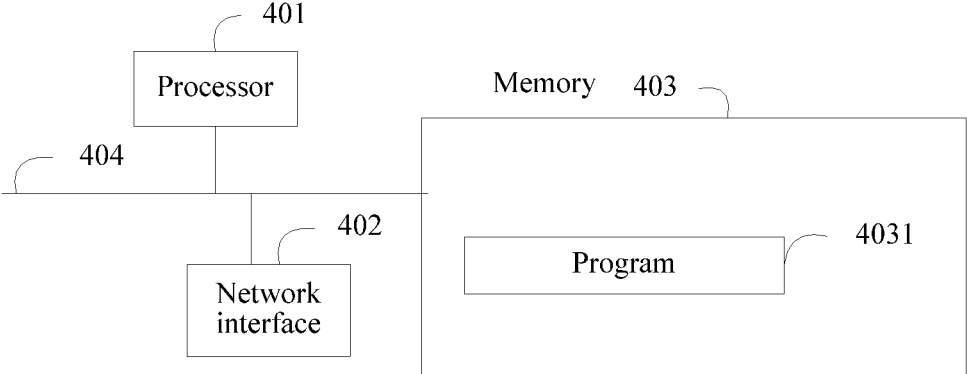 401
Processor
Memory 403
404
402
4031
Program
Network
interface